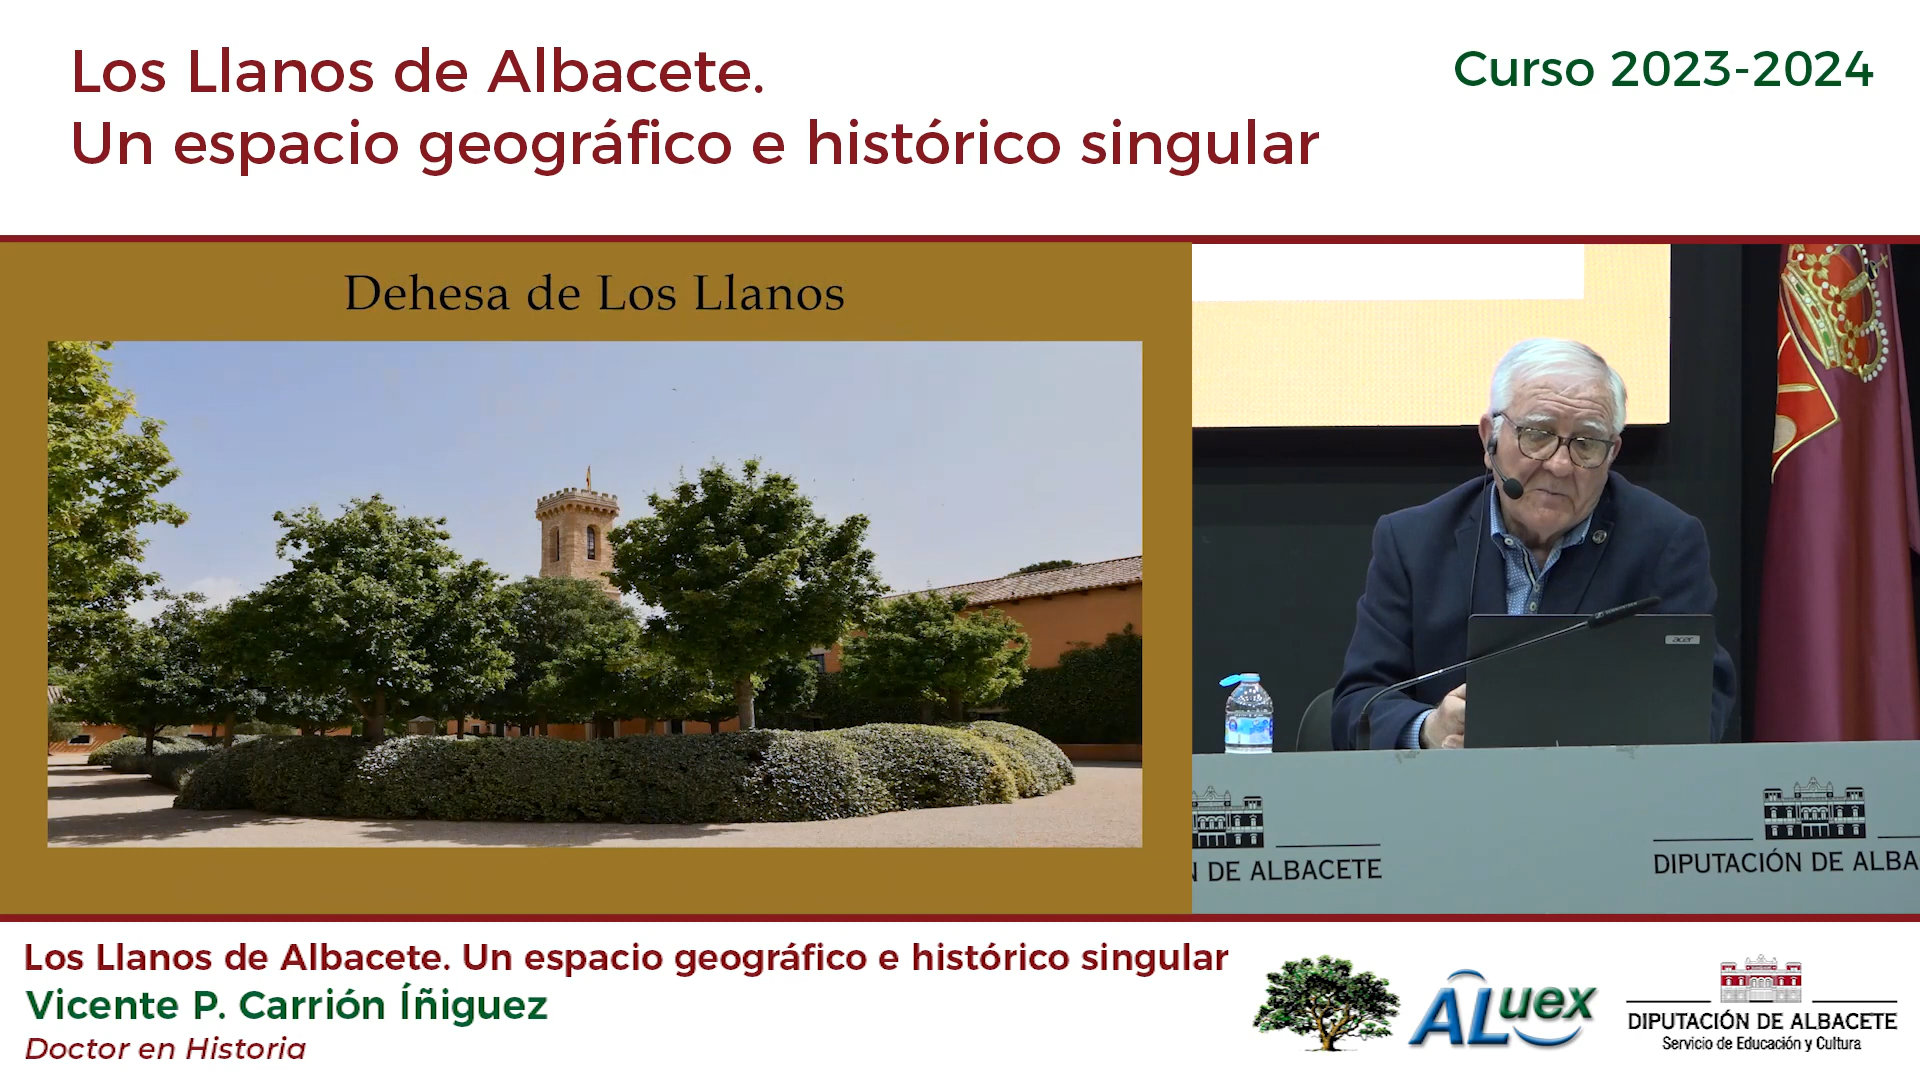 Los Llanos de Albacete.
Un espacio geográfico e histórico singular
Curso 2023-2024
Dehesa de Los Llanos
acer
N DE ALBACETE
DIPUTACIÓN DE ALBA
Los Llanos de Albacete. Un espacio geográfico e histórico singular
Vicente P. Carrión Íñiguez
Doctor en Historia
ALuex
DIPUTACIÓN DE ALBACETE
Servicio de Educación y Cultura